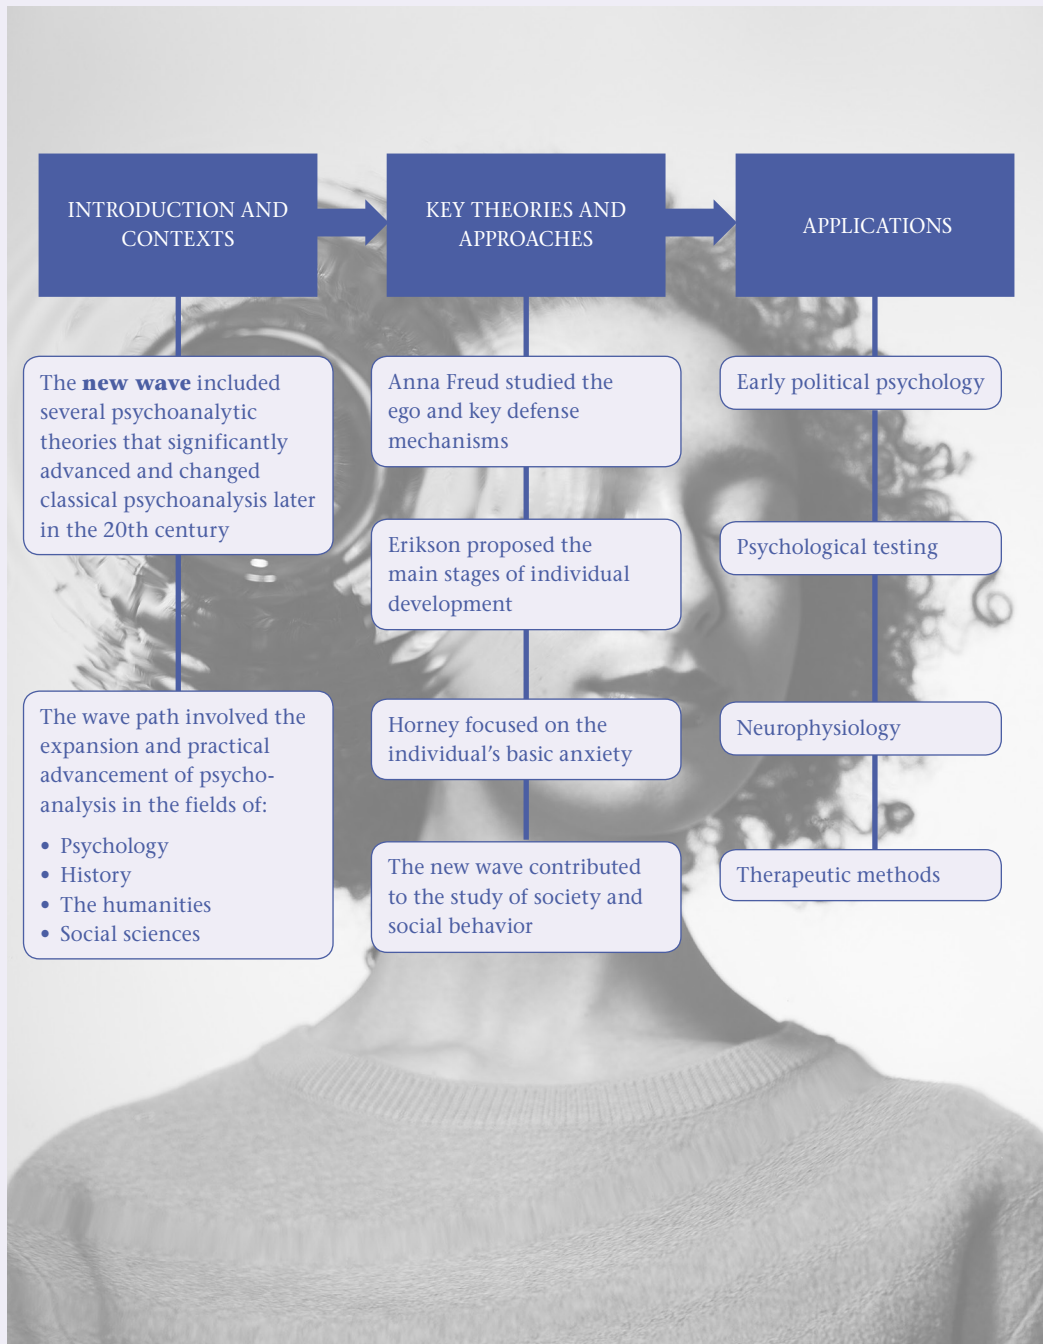 INTRODUCTION AND
CONTEXTS
KEY THEORIES AND
APPROACHES
APPLICATIONS
The new wave included
several psychoanalytic
theories that significantly
advanced and changed
classical psychoanalysis later
in the 20th century
The wave path involved the
expansion and practical
advancement of psycho-
analysis in the fields of:
• Psychology
• History
• The humanities
• Social sciences
Anna Freud studied the
ego and key defense
mechanisms
Erikson proposed the
main stages of individual
development
Horney focused on the
individual’s basic anxiety
The new wave contributed
to the study of society and
social behavior
Early political psychology
Psychological testing
Neurophysiology
Therapeutic methods